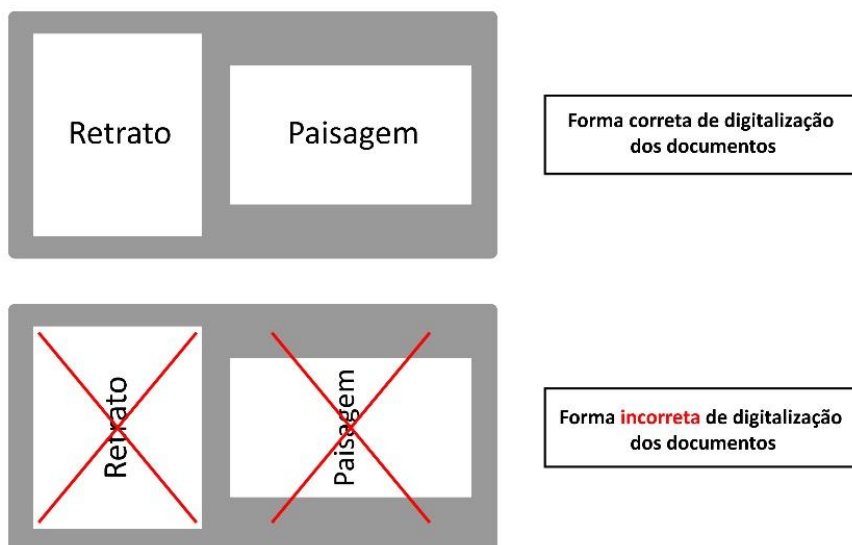 Retrato
Paisagem
Forma correta de digitalização
dos documentos
Retrato
Paisagem
Forma incorreta de digitalização
dos documentos